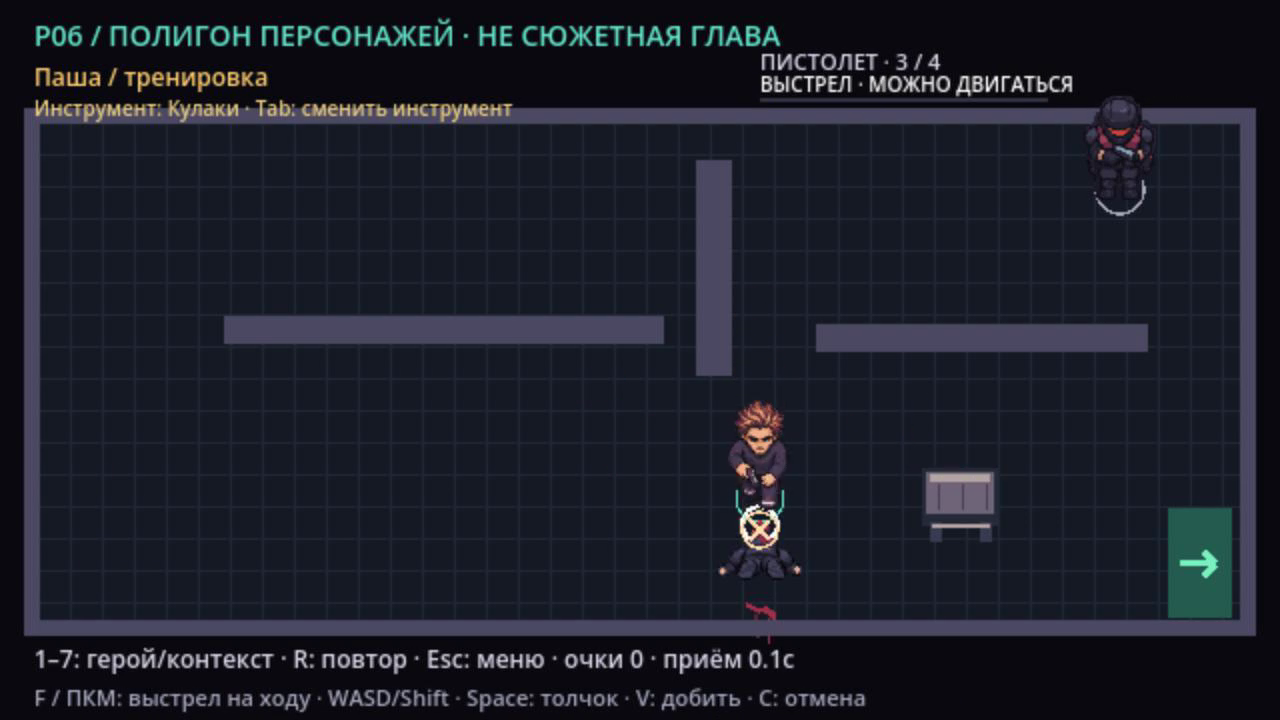 P06 / ПОЛИГОН ПЕРСОНАЖЕЙ · НЕ СЮЖЕТНАЯ ГЛАВА
ПИСТОЛЕТ · 3 / 4
Паша / тренировка
ВЫСТРЕЛ · МОЖНО ДВИГАТЬСЯ
Инструмент: Кулаки · Tab: сменить инструмент
1–7: герой/контекст · R: повтор · Esc: меню · очки 0 · приём 0.1с
F / ПКМ: выстрел на ходу · WASD/Shift · Space: толчок · V: добить · C: отмена